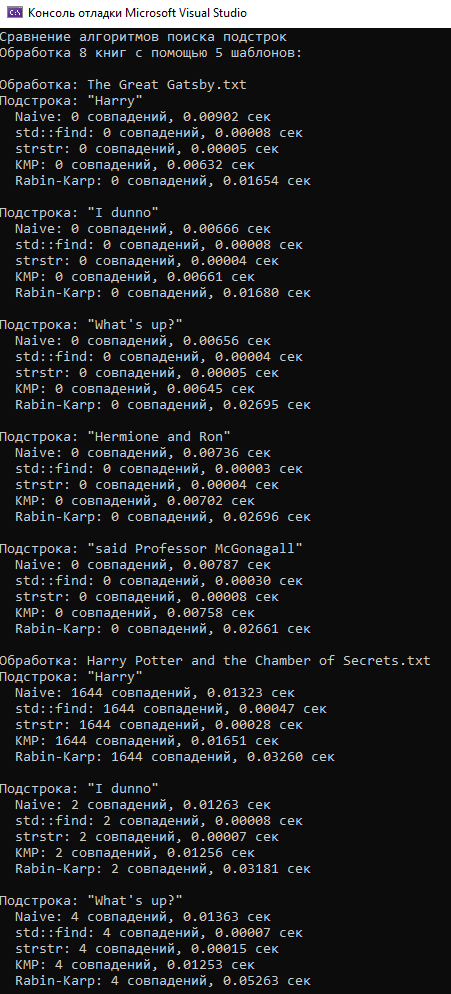 Консоль отладки Microsoft Visual Studio
Сравнение алгоритмов поиска подстрок
Обработка 8 книг с помощью 5 шаблонов:
Обработка: The Great Gatsby.txt
Подстрока: "Harry"
Naive: 0 совпадений, 0.00902 сек
std::find: 0 совпадений, 0.00008 сек
strstr: 0 совпадений, 0.00005 сек
KMP: 0 совпадений, 0.00632 сек
Rabin-Karp: 0 совпадений, 0.01654 сек
Подстрока: "I dunno"
Naive: 0 совпадений, 0.00666 сек
std::find: 0 совпадений, 0.00008 сек
strstr: 0 совпадений, 0.00004 сек
KMP: 0 совпадений, 0.00661 сек
Rabin-Karp: 0 совпадений, 0.01680 сек
Подстрока: "What's up?"
Naive: 0 совпадений, 0.00656 сек
std::find: 0 совпадений, 0.00004 сек
strstr: 0 совпадений, 0.00005 сек
KMP: 0 совпадений, 0.00645 сек
Rabin-Karp: 0 совпадений, 0.02695 сек
Подстрока: "Hermione and Ron"
Naive: 0 совпадений, 0.00736 сек
std::find: 0 совпадений, 0.00003 сек
strstr: 0 совпадений, 0.00004 сек
KMP: 0 совпадений, 0.00702 сек
Rabin-Karp: 0 совпадений, 0.02696 сек
Подстрока: "said Professor McGonagall"
Naive: 0 совпадений, 0.00787 сек
std::find: 0 совпадений, 0.00030 сек
strstr: 0 совпадений, 0.00008 сек
KMP: 0 совпадений, 0.00758 сек
Rabin-Karp: 0 совпадений, 0.02661 сек
Обработка: Harry Potter and the Chamber of Secrets.txt
Подстрока: "Harry"
Naive: 1644 совпадений, 0.01323 сек
std::find: 1644 совпадений, 0.00047 сек
strstr: 1644 совпадений, 0.00028 сек
KMP: 1644 совпадений, 0.01651 сек
Rabin-Karp: 1644 совпадений, 0.03260 сек
Подстрока: "I dunno"
Naive: 2 совпадений, 0.01263 сек
std::find: 2 совпадений, 0.00008 сек
strstr: 2 совпадений, 0.00007 сек
KMP: 2 совпадений, 0.01256 сек
Rabin-Karp: 2 совпадений, 0.03181 сек
Подстрока: "What's up?"
Naive: 4 совпадений, 0.01363 сек
std::find: 4 совпадений, 0.00007 сек
strstr: 4 совпадений, 0.00015 сек
KMP: 4 совпадений, 0.01253 сек
Rabin-Karp: 4 совпадений, 0.05263 сек